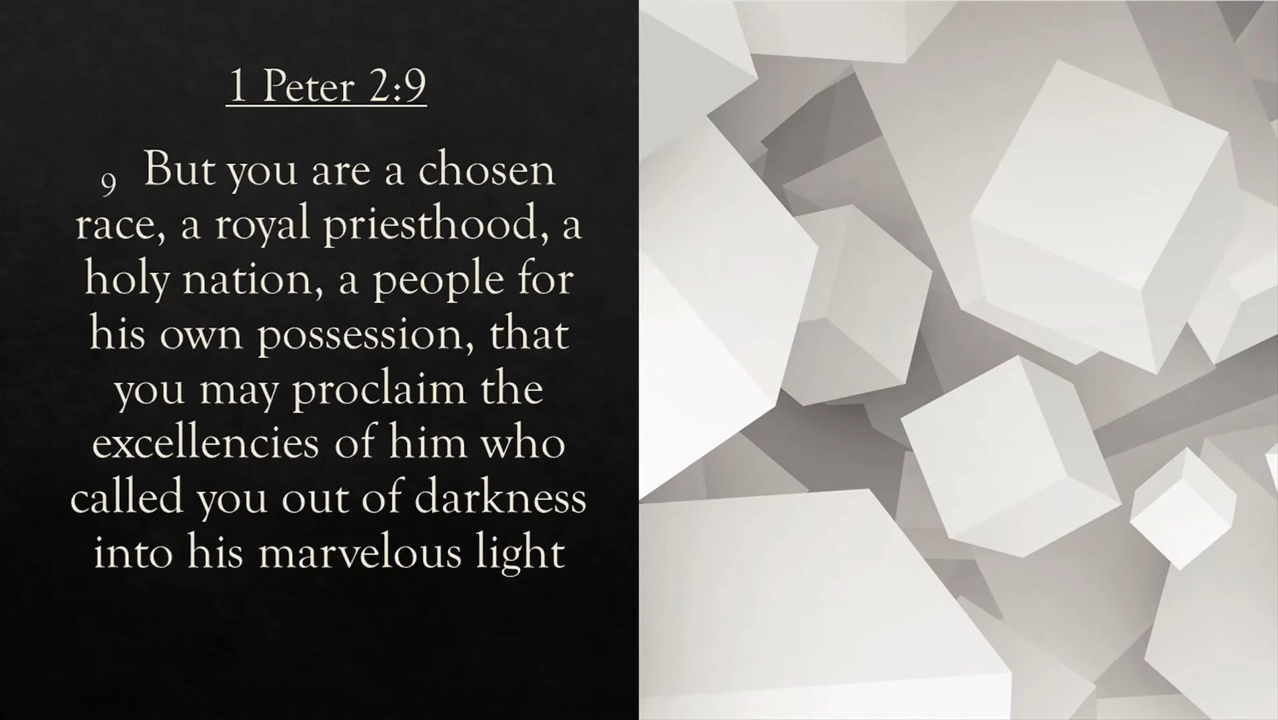 1 Peter 2:9
9 But you are a chosen
race, a royal priesthood, a
holy nation, a people for
his own possession, that
you may proclaim the
excellencies of him who
called you out of darkness
into his marvelous light